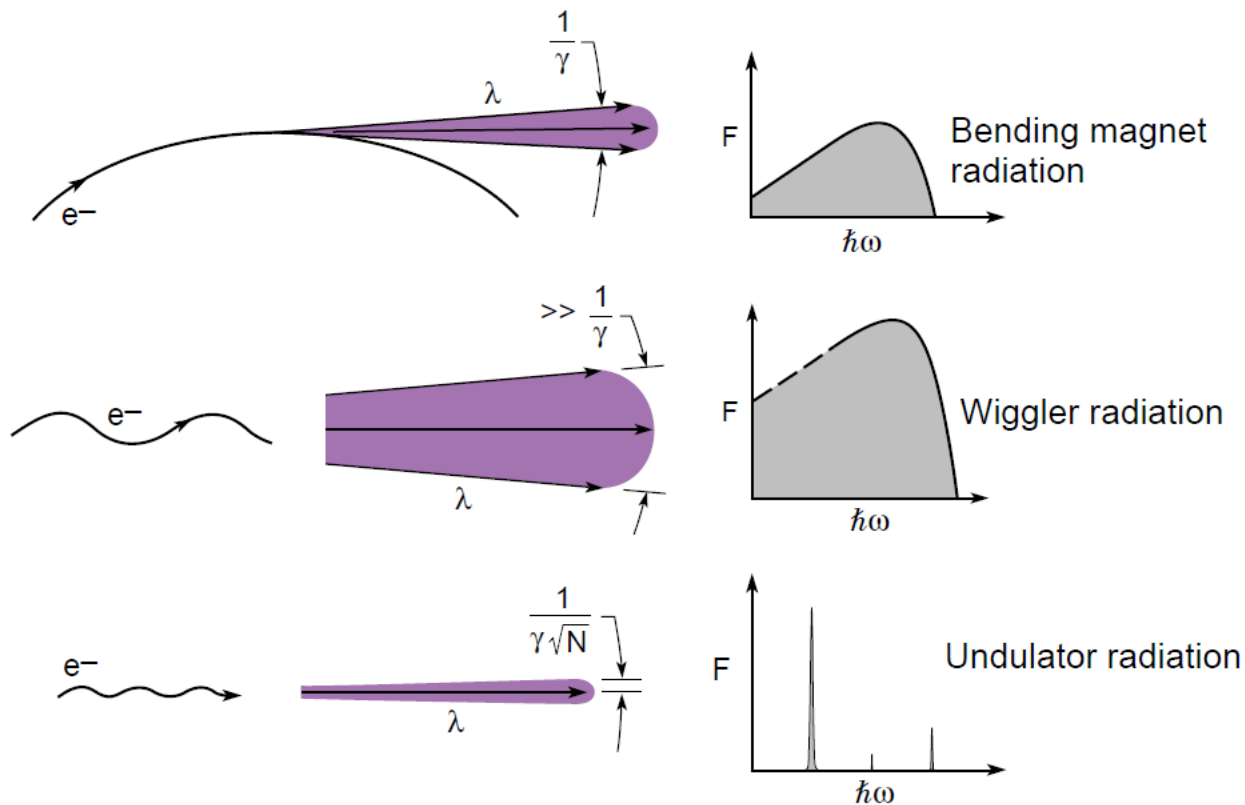 1
γ
λ
e–
F
ħω
Bending magnet
radiation
>> 1
γ
e–
λ
F
ħω
Wiggler radiation
1
γ√N
e–
λ
F
ħω
Undulator radiation